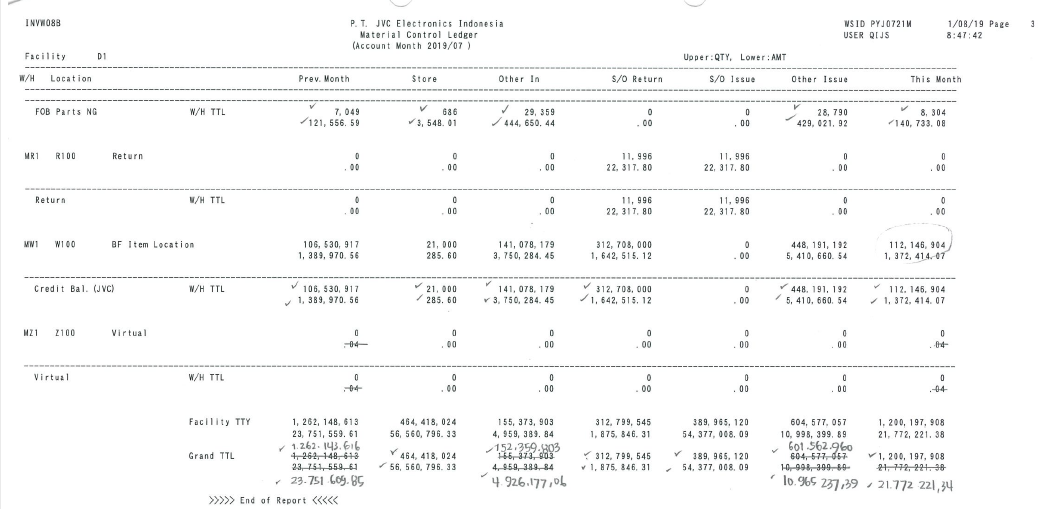 INVW08B P.T. JVC Electronics Indonesia WSID PYJ0721M 1/08/19 Page 3
Material Control Ledger USER QIJS 8:47:42
(Account Month 2019/07 )
Facility D1 Upper:QTY, Lower:AMT
W/H Location Prev.Month Store Other In S/O Return S/O Issue Other Issue This Month
FOB Parts NG W/H TTL 7,049 686 29,359 0 0 28,790 8,304
121,556.59 3,548.01 444,650.44 .00 .00 429,021.92 140,733.08
MR1 R100 Return 0 0 0 11,996 11,996 0 0
.00 .00 .00 22,317.80 22,317.80 .00 .00
Return W/H TTL 0 0 0 11,996 11,996 0 0
.00 .00 .00 22,317.80 22,317.80 .00 .00
MW1 W100 BF Item Location 106,530,917 21,000 141,078,179 312,708,000 0 448,191,192 112,146,904
1,389,970.56 285.60 3,750,284.45 1,642,515.12 .00 5,410,660.54 1,372,414.07
Credit Bal.(JVC) W/H TTL 106,530,917 21,000 141,078,179 312,708,000 0 448,191,192 112,146,904
1,389,970.56 285.60 3,750,284.45 1,642,515.12 .00 5,410,660.54 1,372,414.07
MZ1 Z100 Virtual 0 0 0 0 0 0 0
.04 .00 .00 .00 .00 .00 .04
Virtual W/H TTL 0 0 0 0 0 0 0
.04 .00 .00 .00 .00 .00 .04
Facility TTY 1,262,148,613 464,418,024 155,373,903 312,799,545 389,965,120 604,577,057 1,200,197,908
23,751,559.61 56,560,796.33 4,959,389.84 1,875,846.31 54,377,008.09 10,998,399.89 21,772,221.38
1.262.143.616 152.359.803 601.562.960
Grand TTL 1,262,148,613 464,418,024 155,373,903 312,799,545 389,965,120 604,577,057 1,200,197,908
23,751,559.61 56,560,796.33 4,959,389.84 1,875,846.31 54,377,008.09 10,998,399.89 21,772,221.38
23.751 609.85 4 926.177,06 10.965 237,39 21.772 221,34
>>>>> End of Report <<<<<